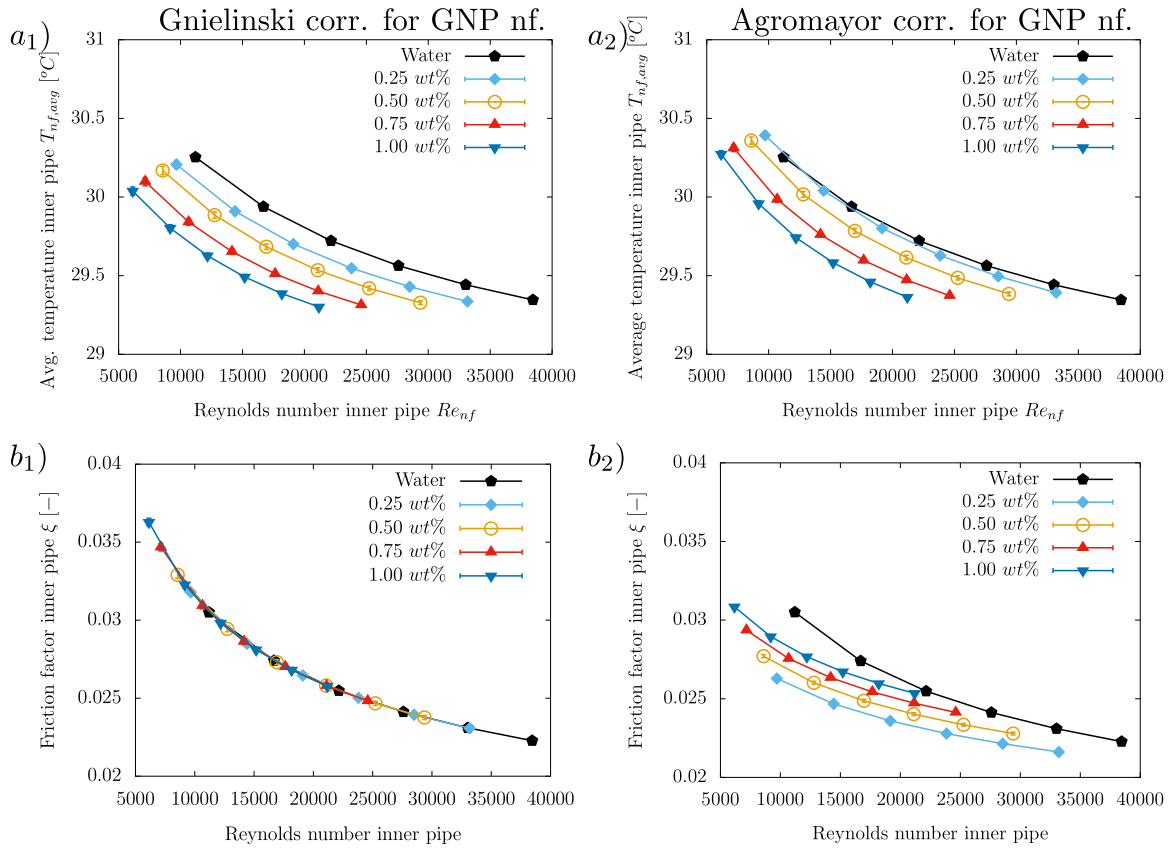 Gnielinski corr. for GNP nf.
a1)
Avg. temperature inner pipe Tnf,avg [°C]
31
30.5
30
29.5
29
Water
0.25 wt%
0.50 wt%
0.75 wt%
1.00 wt%
5000 10000 15000 20000 25000 30000 35000 40000
Reynolds number inner pipe Renf
Agromayor corr. for GNP nf.
a2)
Average temperature inner pipe Tnf,avg [°C]
31
30.5
30
29.5
29
Water
0.25 wt%
0.50 wt%
0.75 wt%
1.00 wt%
5000 10000 15000 20000 25000 30000 35000 40000
Reynolds number inner pipe Renf
b1)
Friction factor inner pipe ξ [−]
0.04
0.035
0.03
0.025
0.02
Water
0.25 wt%
0.50 wt%
0.75 wt%
1.00 wt%
5000 10000 15000 20000 25000 30000 35000 40000
Reynolds number inner pipe
b2)
Friction factor inner pipe ξ [−]
0.04
0.035
0.03
0.025
0.02
Water
0.25 wt%
0.50 wt%
0.75 wt%
1.00 wt%
5000 10000 15000 20000 25000 30000 35000 40000
Reynolds number inner pipe